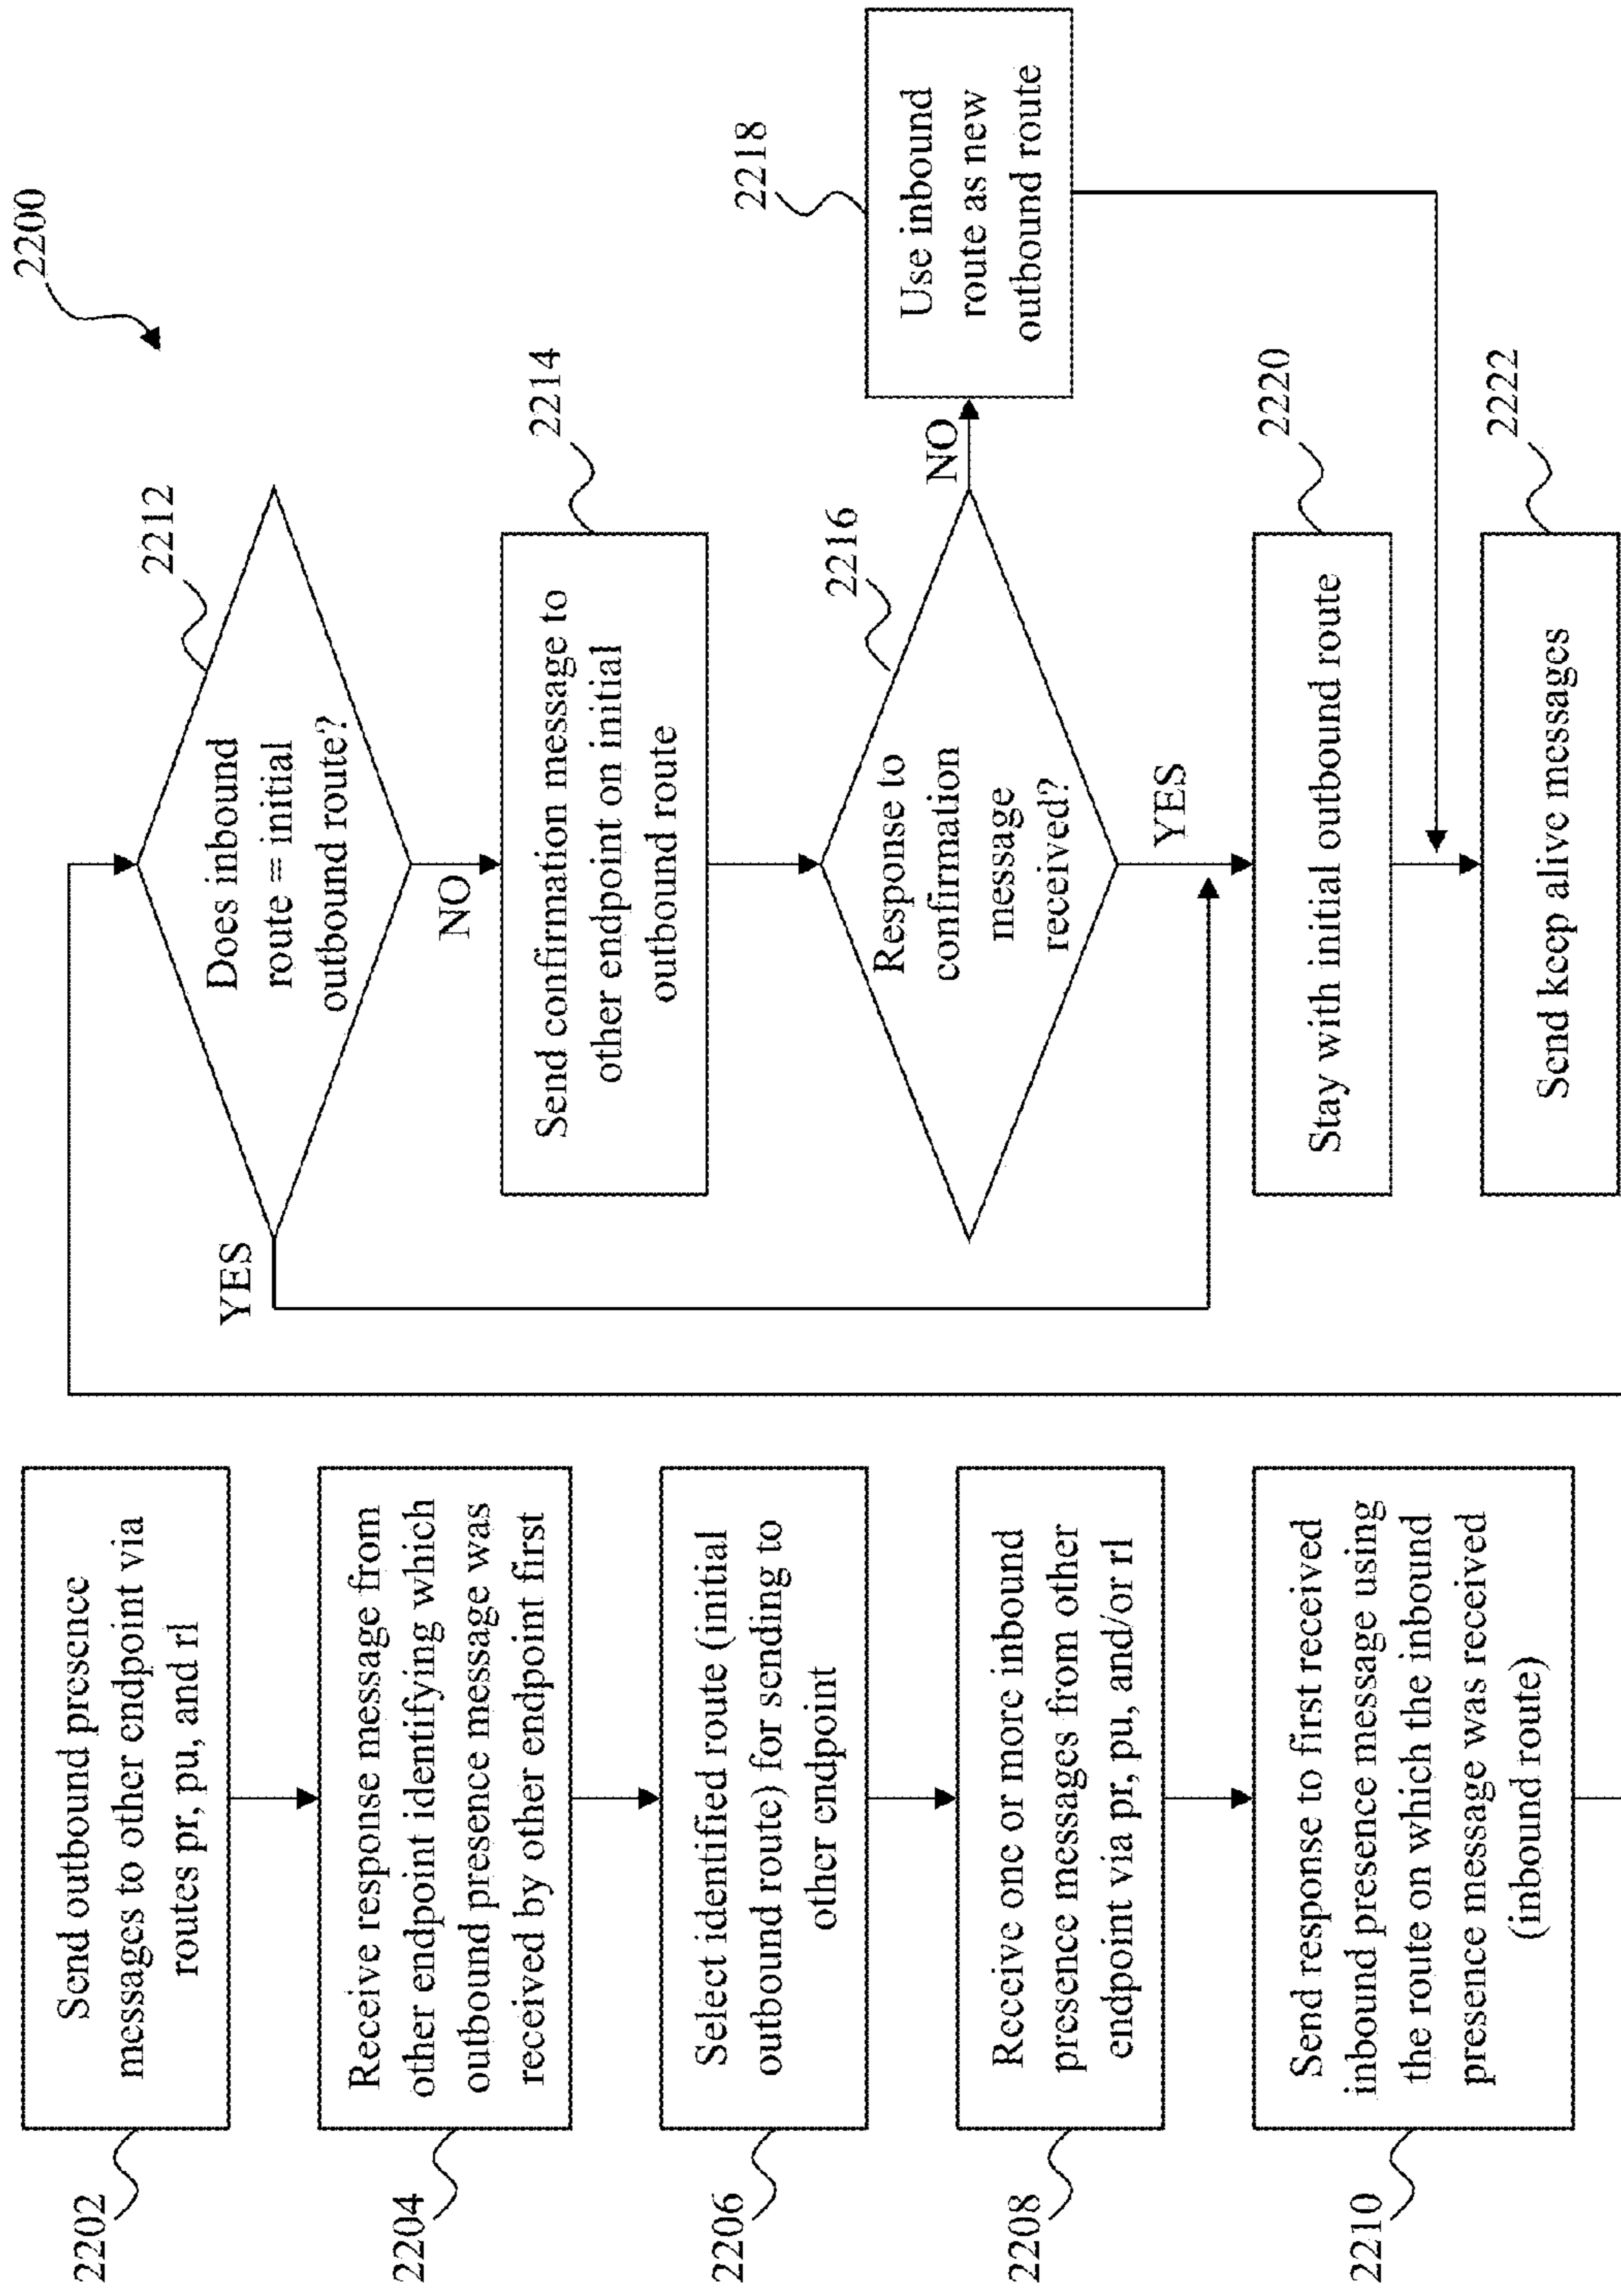 2200
2202
Send outbound presence
messages to other endpoint via
routes pr, pu, and rl
2204
Receive response message from
other endpoint identifying which
outbound presence message was
received by other endpoint first
2206
Select identified route (initial
outbound route) for sending to
other endpoint
2208
Receive one or more inbound
presence messages from other
endpoint via pr, pu, and/or rl
2210
Send response to first received
inbound presence message using
the route on which the inbound
presence message was received
(inbound route)
2212
Does inbound
route = initial
outbound route?
YES
NO
2214
Send confirmation message to
other endpoint on initial
outbound route
2216
Response to
confirmation
message
received?
NO
YES
2218
Use inbound
route as new
outbound route
2220
Stay with initial outbound route
2222
Send keep alive messages